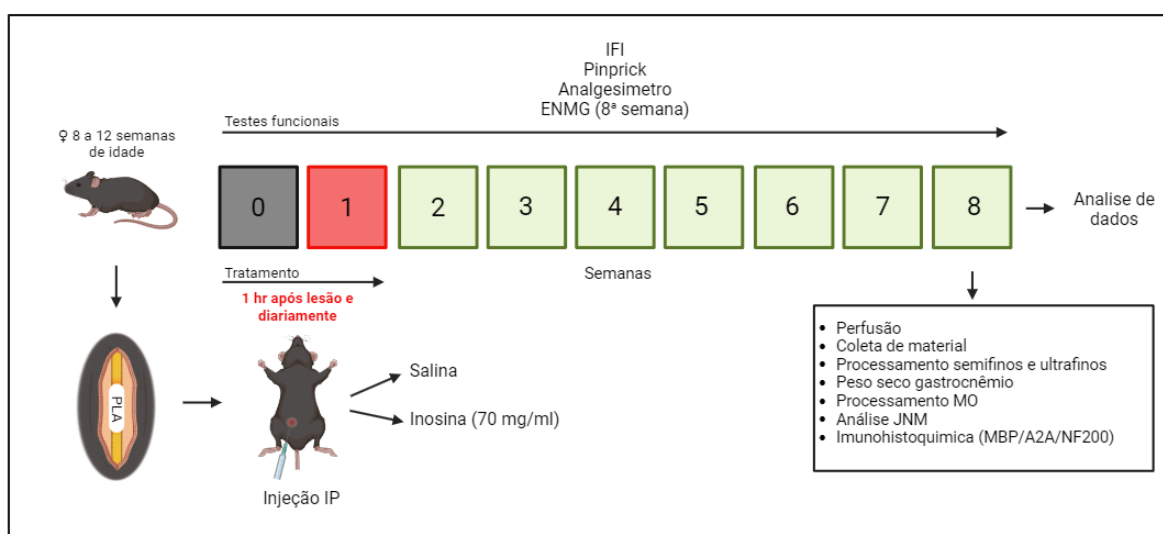 IFI
Pinprick
Analgesimetro
ENMG (8ª semana)
Testes funcionais
♀ 8 a 12 semanas
de idade
0
1
2
3
4
5
6
7
8
Analise de
dados
Tratamento
Semanas
1 hr após lesão e
diariamente
PLA
Salina
Inosina (70 mg/ml)
Injeção IP
• Perfusão
• Coleta de material
• Processamento semifinos e ultrafinos
• Peso seco gastrocnêmio
• Processamento MO
• Análise JNM
• Imunohistoquimica (MBP/A2A/NF200)